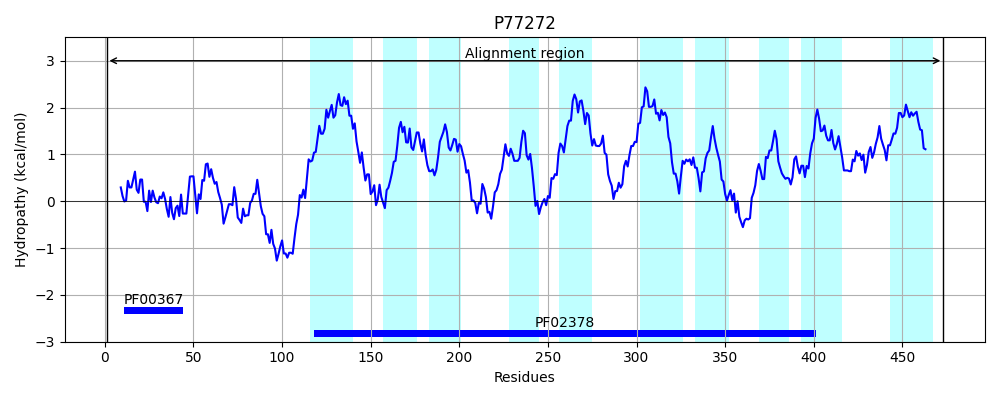 P77272
Alignment region
Hydropathy (kcal/mol)
3
2
1
0
−1
−2
−3
PF00367
PF02378
0 50 100 150 200 250 300 350 400 450
Residues